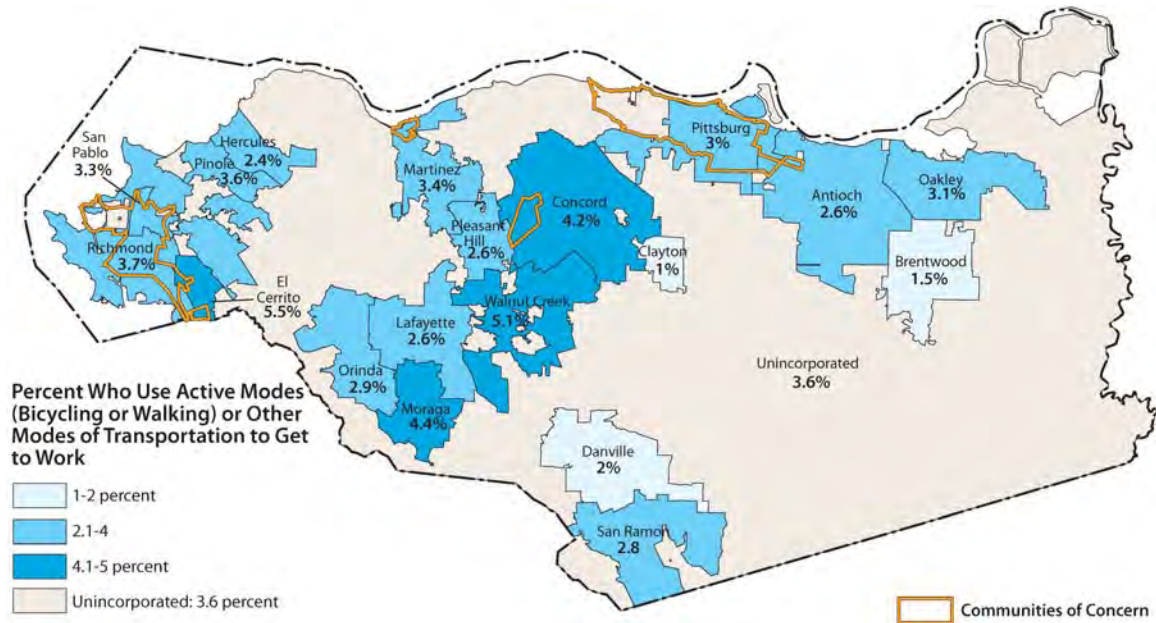 San
Pablo
3.3%
Hercules
2.4%
Pinole
3.6%
Richmond
3.7%
El
Cerrito
5.5%
Martinez
3.4%
Pleasant
Hill
2.6%
Concord
4.2%
Clayton
1%
Walnut Creek
5.1%
Lafayette
2.6%
Orinda
2.9%
Moraga
4.4%
Pittsburg
3%
Antioch
2.6%
Oakley
3.1%
Brentwood
1.5%
Unincorporated
3.6%
Danville
2%
San Ramon
2.8
Percent Who Use Active Modes
(Bicycling or Walking) or Other
Modes of Transportation to Get
to Work
1-2 percent
2.1-4
4.1-5 percent
Unincorporated: 3.6 percent
Communities of Concern